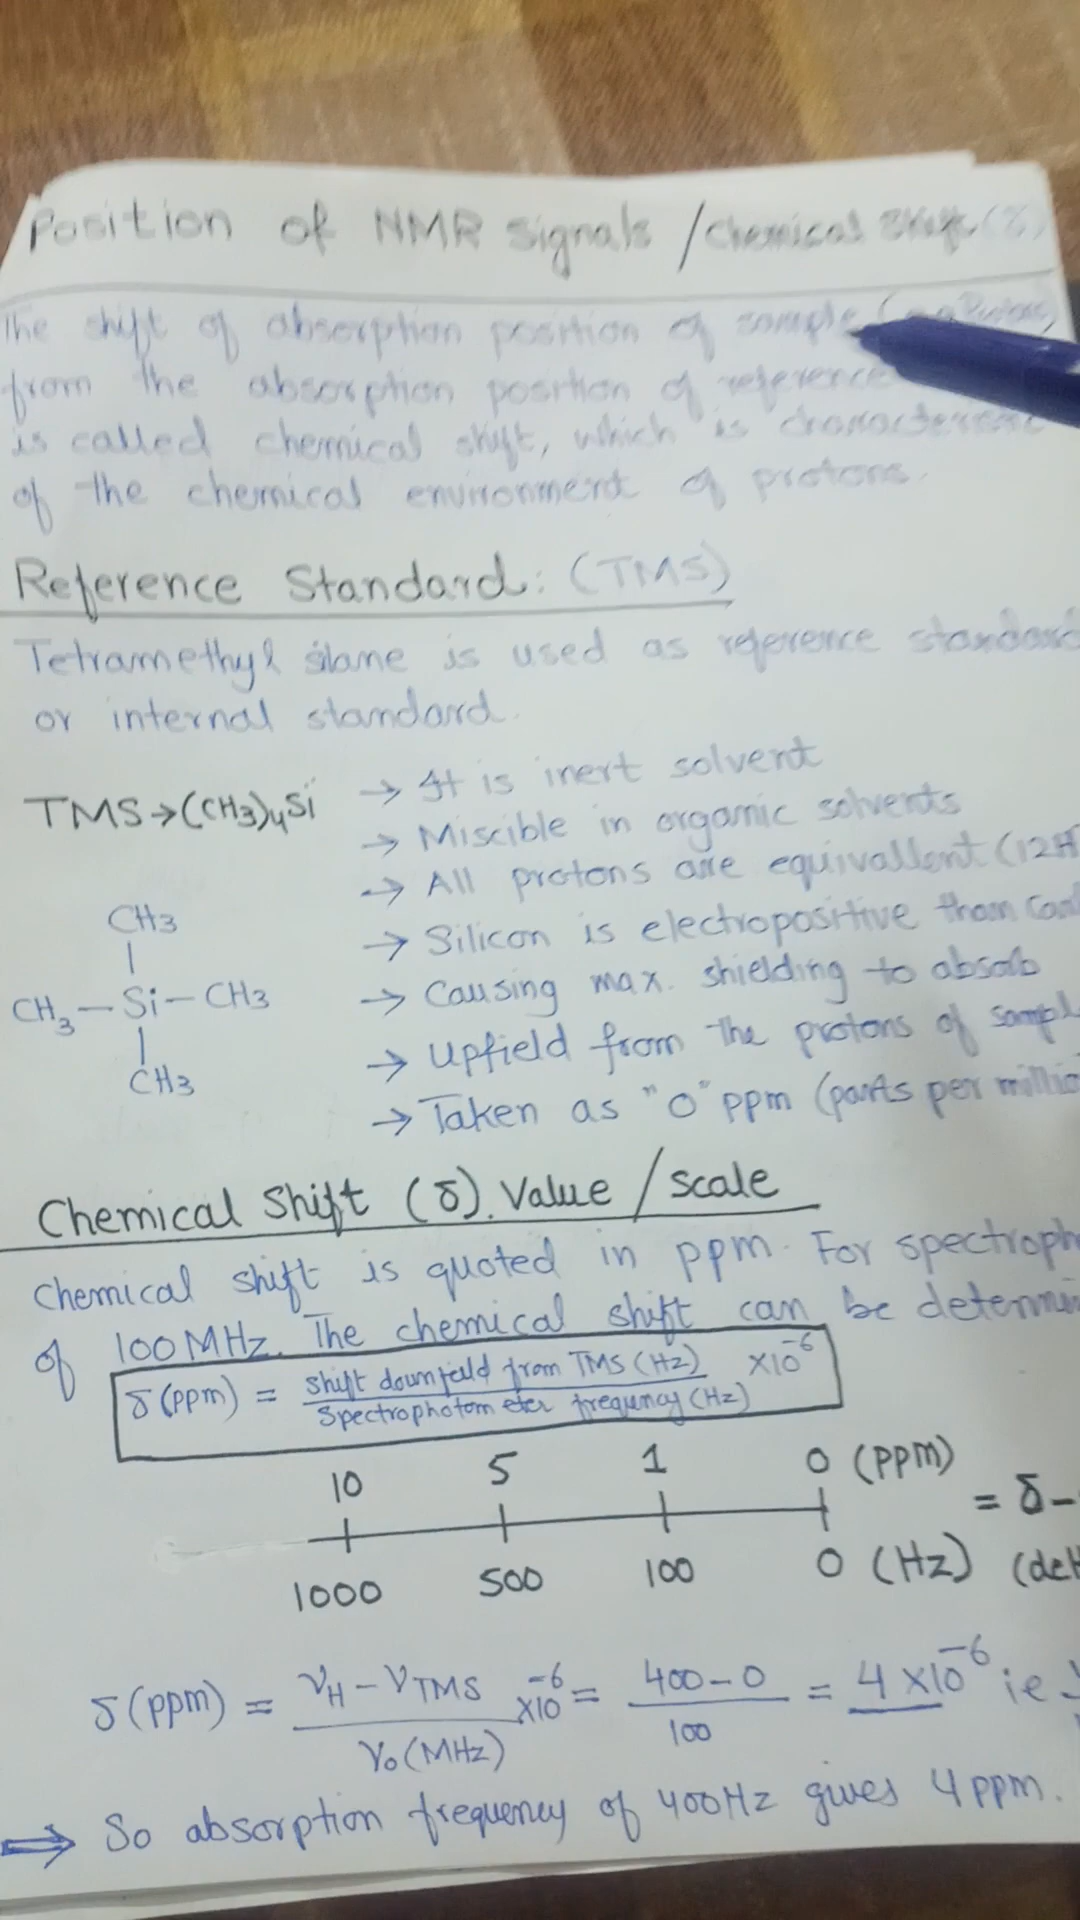 Position of NMR Signals / Chemical Shift (δ)
The shift of absorption position of sample
from the absorption position of reference
is called chemical shift, which is
of the chemical environment of protons.
Reference Standard: (TMS)
Tetramethyl silane is used as reference standard
or internal standard.
TMS→(CH3)4Si
→ It is inert solvent
→ Miscible in organic solvents
→ All protons are equivallent (12H
→ Silicon is electropositive than
→ Causing max. shielding to absorb
→ Upfield from the protons of sampl
→ Taken as "0" ppm (parts per millio
CH3
CH3—Si—CH3
CH3
Chemical Shift (δ). Value / scale
Chemical shift is quoted in ppm. For spectroph
of 100MHz. The chemical shift can be determi
δ (ppm) = Shift downfeild from TMS (Hz) ×10⁻⁶
Spectrophotometer frequncy (Hz)
10 5 1 0 (ppm)
= δ-
1000 500 100 0 (Hz)
δ (ppm) = νH - νTMS ×10⁻⁶ = 400-0 = 4 ×10⁻⁶ ie
ν₀ (MHz) 100
⇒ So absorption frequency of 400Hz gives 4 ppm.